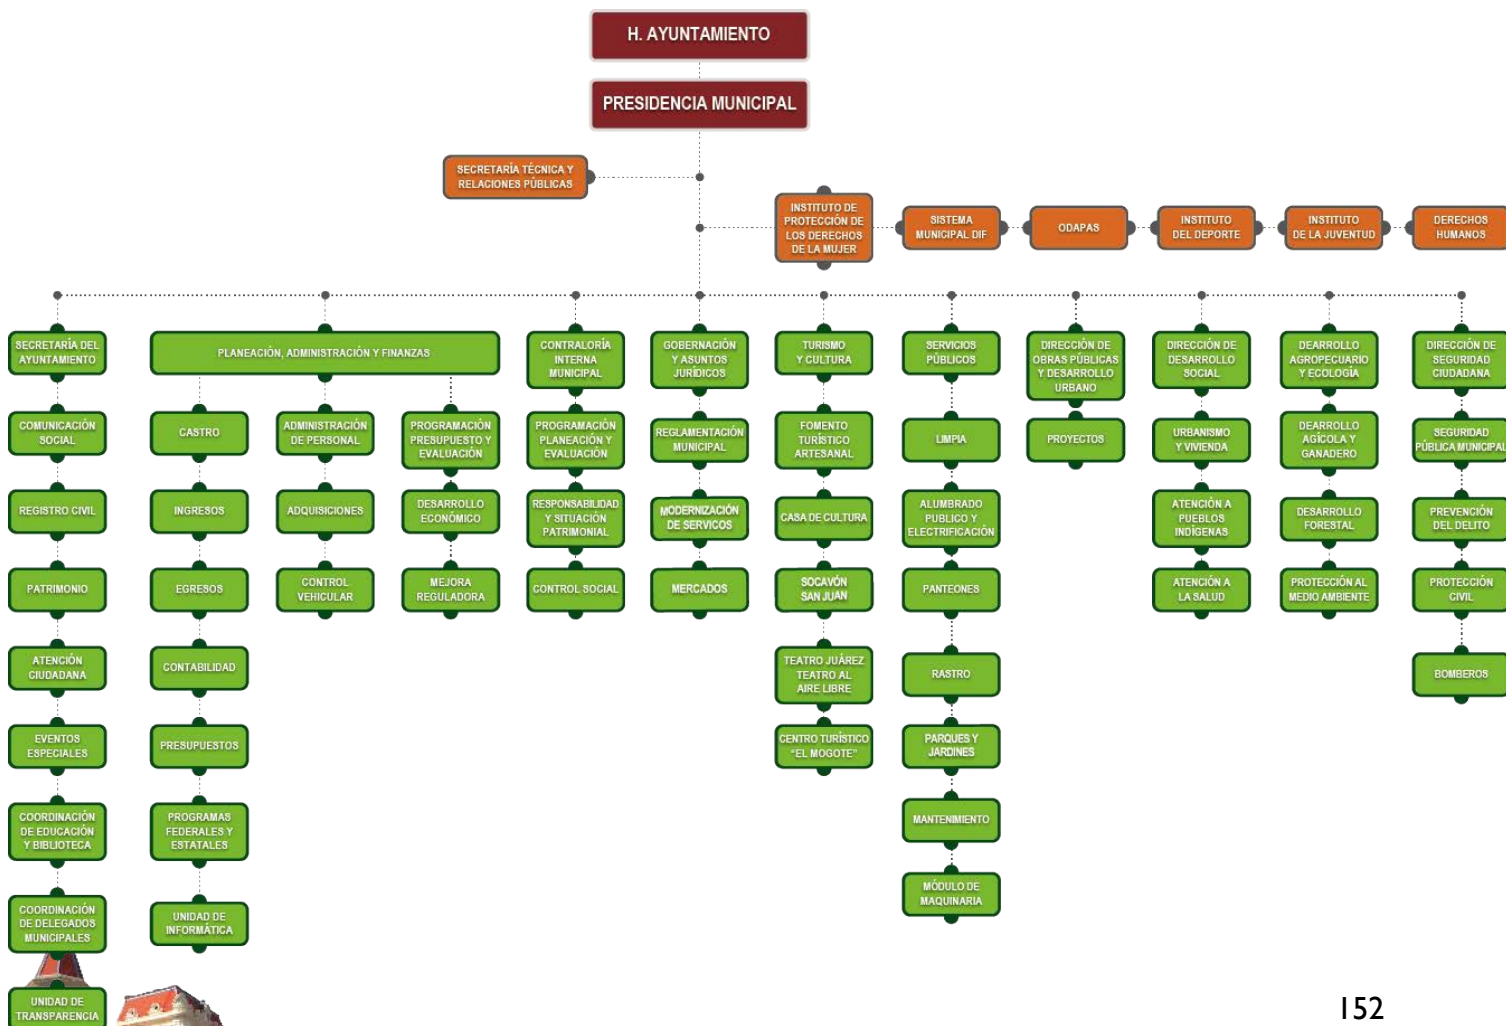 H. AYUNTAMIENTO
PRESIDENCIA MUNICIPAL
SECRETARÍA TÉCNICA Y
RELACIONES PÚBLICAS
INSTITUTO DE
PROTECCIÓN DE
LOS DERECHOS
DE LA MUJER
SISTEMA
MUNICIPAL DIF
ODAPAS
INSTITUTO
DEL DEPORTE
INSTITUTO
DE LA JUVENTUD
DERECHOS
HUMANOS
SECRETARÍA DEL
AYUNTAMIENTO
COMUNICACIÓN
SOCIAL
REGISTRO CIVIL
PATRIMONIO
ATENCIÓN
CIUDADANA
EVENTOS
ESPECIALES
COORDINACIÓN
DE EDUCACIÓN
Y BIBLIOTECA
COORDINACIÓN
DE DELEGADOS
MUNICIPALES
UNIDAD DE
TRANSPARENCIA
PLANEACIÓN, ADMINISTRACIÓN Y FINANZAS
CASTRO
INGRESOS
EGRESOS
CONTABILIDAD
PRESUPUESTOS
PROGRAMAS
FEDERALES Y
ESTATALES
UNIDAD DE
INFORMÁTICA
ADMINISTRACIÓN
DE PERSONAL
ADQUISICIONES
CONTROL
VEHICULAR
PROGRAMACIÓN
PRESUPUESTO Y
EVALUACIÓN
DESARROLLO
ECONÓMICO
MEJORA
REGULADORA
CONTRALORÍA
INTERNA
MUNICIPAL
PROGRAMACIÓN
PLANEACIÓN Y
EVALUACIÓN
RESPONSABILIDAD
Y SITUACIÓN
PATRIMONIAL
CONTROL SOCIAL
GOBERNACIÓN
Y ASUNTOS
JURÍDICOS
REGLAMENTACIÓN
MUNICIPAL
MODERNIZACIÓN
DE SERVICOS
MERCADOS
TURISMO
Y CULTURA
FOMENTO
TURÍSTICO
ARTESANAL
CASA DE CULTURA
SOCAVÓN
SAN JUAN
TEATRO JUÁREZ
TEATRO AL
AIRE LIBRE
CENTRO TURÍSTICO
“EL MOGOTE”
SERVICIOS
PÚBLICOS
LIMPIA
ALUMBRADO
PUBLICO Y
ELECTRIFICACIÓN
PANTEONES
RASTRO
PARQUES Y
JARDINES
MANTENIMIENTO
MÓDULO DE
MAQUINARIA
DIRECCIÓN DE
OBRAS PÚBLICAS
Y DESARROLLO
URBANO
PROYECTOS
DIRECCIÓN DE
DESARROLLO
SOCIAL
URBANISMO
Y VIVIENDA
ATENCIÓN A
PUEBLOS
INDÍGENAS
ATENCIÓN A
LA SALUD
DEARROLLO
AGROPECUARIO
Y ECOLOGÍA
DESARROLLO
AGÍCOLA Y
GANADERO
DESARROLLO
FORESTAL
PROTECCIÓN AL
MEDIO AMBIENTE
DIRECCIÓN DE
SEGURIDAD
CIUDADANA
SEGURIDAD
PÚBLICA MUNICIPAL
PREVENCIÓN
DEL DELITO
PROTECCIÓN
CIVIL
BOMBEROS
152